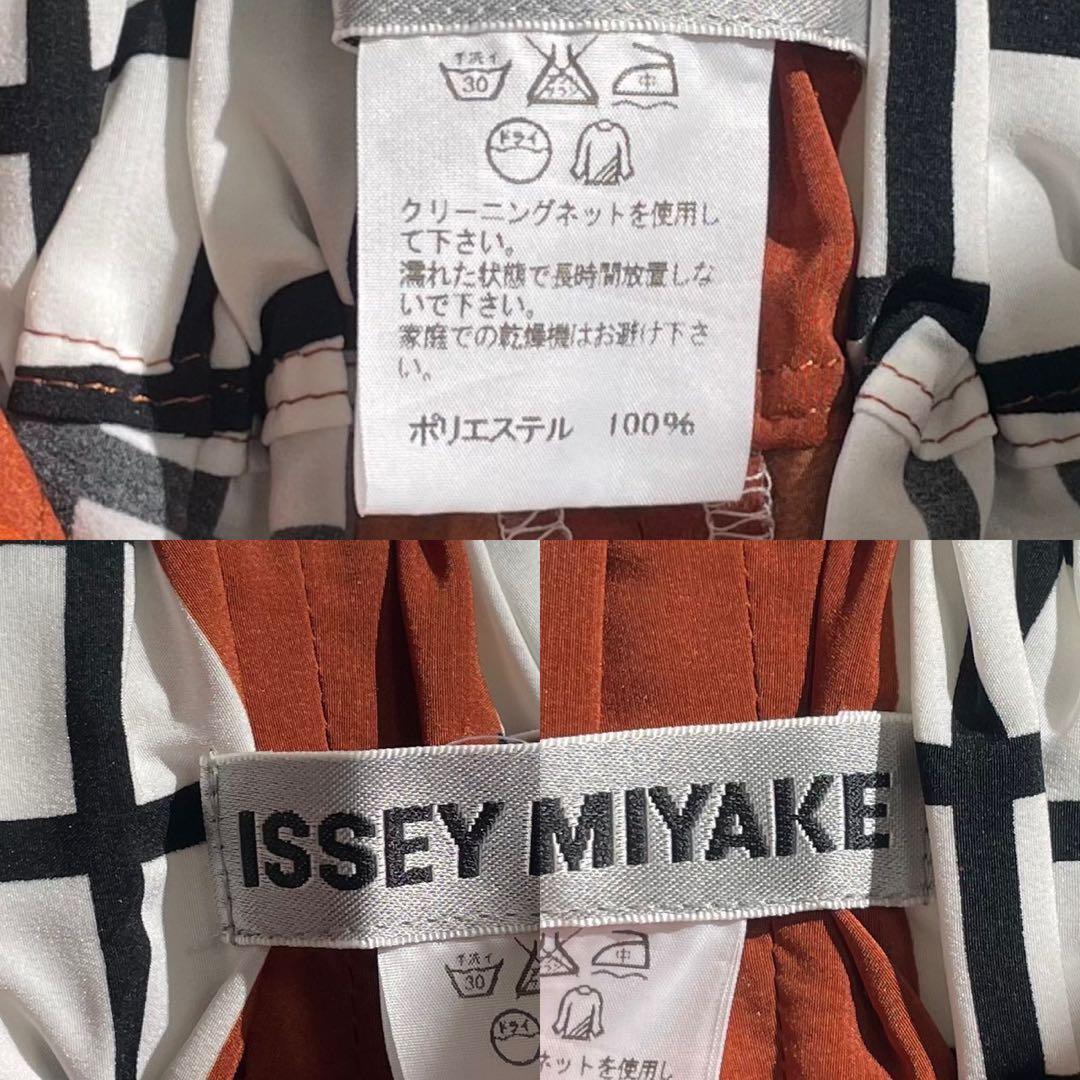 手洗イ
30
中
ドライ
クリーニングネットを使用し
て下さい。
濡れた状態で長時間放置しな
いで下さい。
家庭での乾燥機はお避け下さ
い。
ポリエステル 100%
ISSEY MIYAKE
手洗イ
30
中
ドライ
ネットを使用し